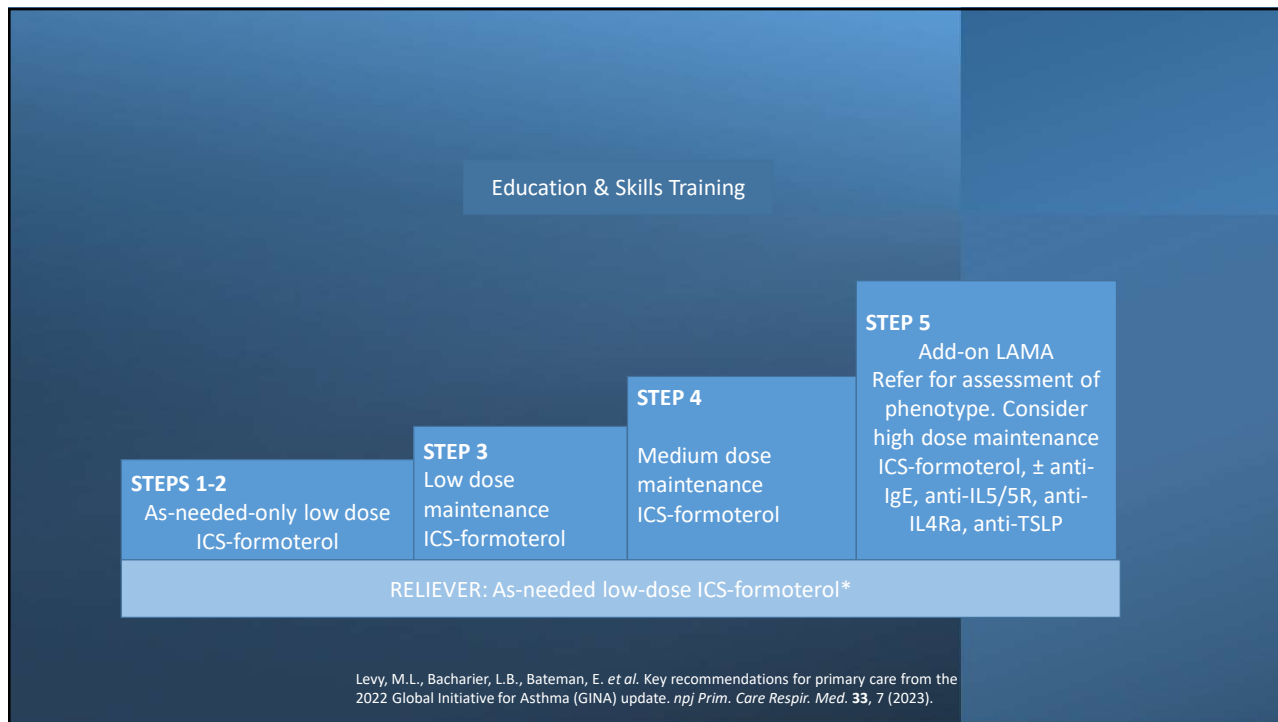 Education & Skills Training
STEPS 1-2
As-needed-only low dose
ICS-formoterol
STEP 3
Low dose
maintenance
ICS-formoterol
STEP 4
Medium dose
maintenance
ICS-formoterol
STEP 5
Add-on LAMA
Refer for assessment of
phenotype. Consider
high dose maintenance
ICS-formoterol, ± anti-
IgE, anti-IL5/5R, anti-
IL4Ra, anti-TSLP
RELIEVER: As-needed low-dose ICS-formoterol*
Levy, M.L., Bacharier, L.B., Bateman, E. et al. Key recommendations for primary care from the
2022 Global Initiative for Asthma (GINA) update. npj Prim. Care Respir. Med. 33, 7 (2023).